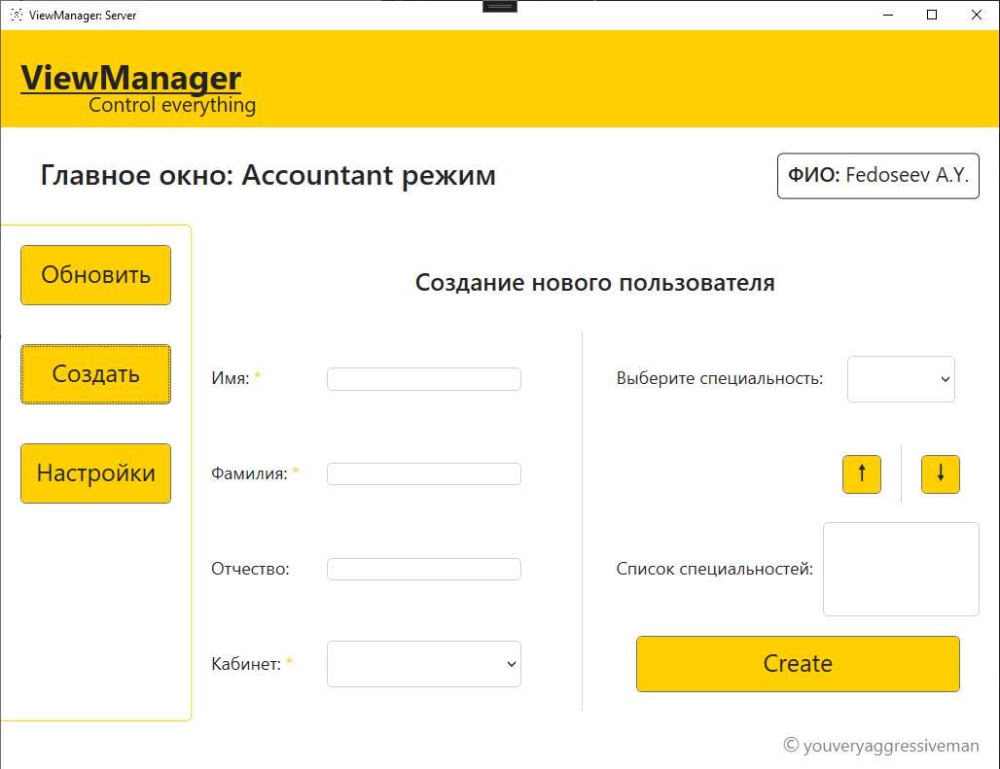 ViewManager: Server
ViewManager
Control everything
Главное окно: Accountant режим
ФИО: Fedoseev A.Y.
Обновить
Создать
Настройки
Создание нового пользователя
Имя: *
Фамилия: *
Отчество:
Кабинет: *
Выберите специальность:
↑ ↓
Список специальностей:
Create
© youveryaggressiveman